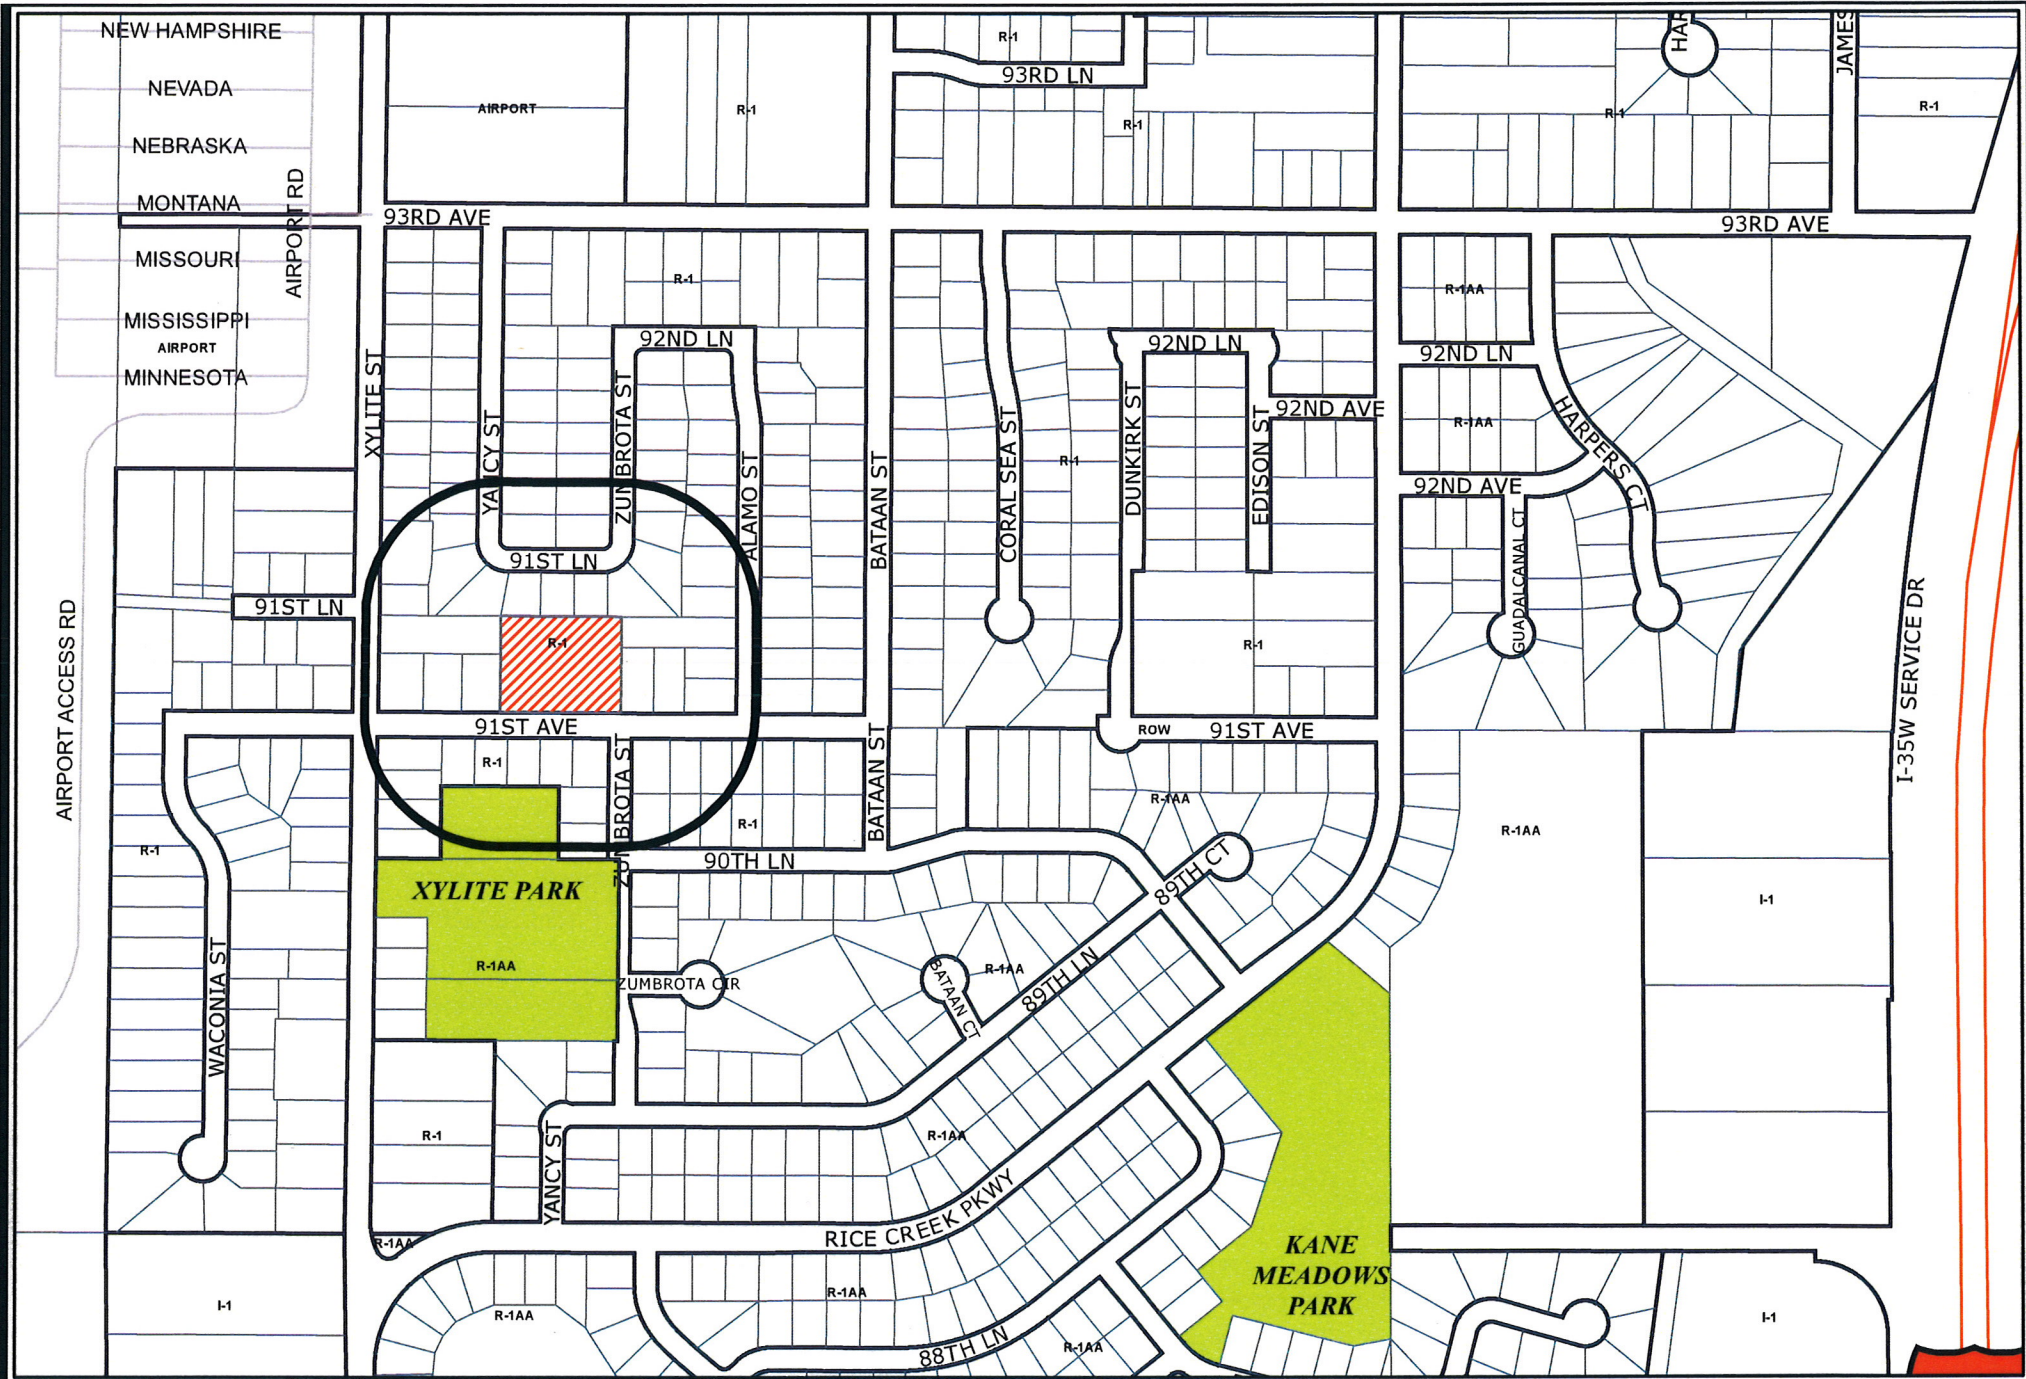 NEW HAMPSHIRE
NEVADA
NEBRASKA
MONTANA
MISSOURI
MISSISSIPPI
AIRPORT
MINNESOTA
AIRPORT RD
AIRPORT ACCESS RD
AIRPORT
R-1
R-1
93RD LN
R-1
R-1
HAR
JAMES
R-1
93RD AVE
93RD AVE
XYLITE ST
YANCY ST
ZUMBROTA ST
92ND LN
ALAMO ST
R-1
BATAAN ST
CORAL SEA ST
R-1
DUNKIRK ST
92ND LN
EDISON ST
92ND AVE
R-1AA
92ND LN
R-1AA
92ND AVE
HARPERS CT
GUADALCANAL CT
I-35W SERVICE DR
91ST LN
91ST LN
R-1
R-1
91ST AVE
ROW
91ST AVE
R-1
ZUMBROTA ST
BATAAN ST
R-1
R-1
R-1AA
R-1AA
I-1
90TH LN
89TH CT
XYLITE PARK
R-1AA
WACONIA ST
ZUMBROTA CIR
BATAAN CT
R-1AA
89TH LN
R-1
YANCY ST
R-1AA
RICE CREEK PKWY
R-1AA
KANE
MEADOWS
PARK
I-1
R-1AA
R-1AA
88TH LN
R-1AA
I-1